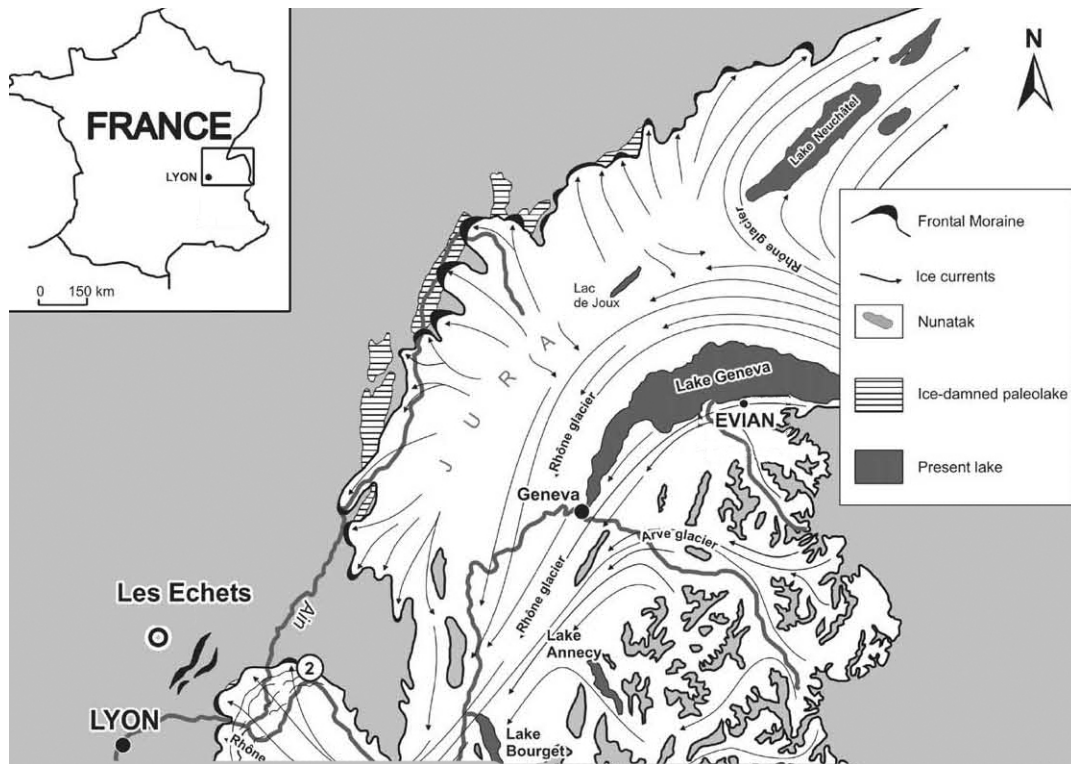 FRANCE
LYON
0 150 km
N
Lake Neuchâtel
Rhône glacier
Frontal Moraine
Ice currents
Nunatak
Ice-damned paleolake
Present lake
Lac
de Joux
J U R A
Lake Geneva
EVIAN
Rhône glacier
Geneva
Arve glacier
Rhône glacier
Les Echets
Ain
Lake
Annecy
2
LYON
Rhône
Lake
Bourget